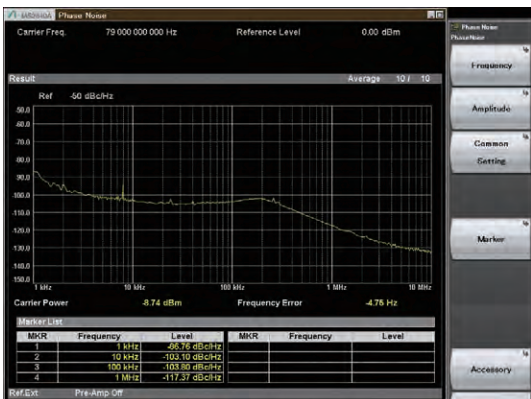 MS2840A Phase Noise
Carrier Freq. 79 000 000 000 Hz Reference Level 0.00 dBm
Result Average 10 / 10
Ref -50 dBc/Hz
-50.0
-60.0
-70.0
-80.0
-90.0
-100.0
-110.0
-120.0
-130.0
-140.0
-150.0
1 kHz 10 kHz 100 kHz 1 MHz 10 MHz
Carrier Power -8.74 dBm Frequency Error -4.75 Hz
Marker List
MKR Frequency Level MKR Frequency Level
1 1 kHz -86.76 dBc/Hz
2 10 kHz -103.10 dBc/Hz
3 100 kHz -103.80 dBc/Hz
4 1 MHz -117.37 dBc/Hz
Ref.Ext Pre-Amp Off
Phase Noise
PhaseNoise
Frequency
Amplitude
Common
Setting
Marker
Accessory